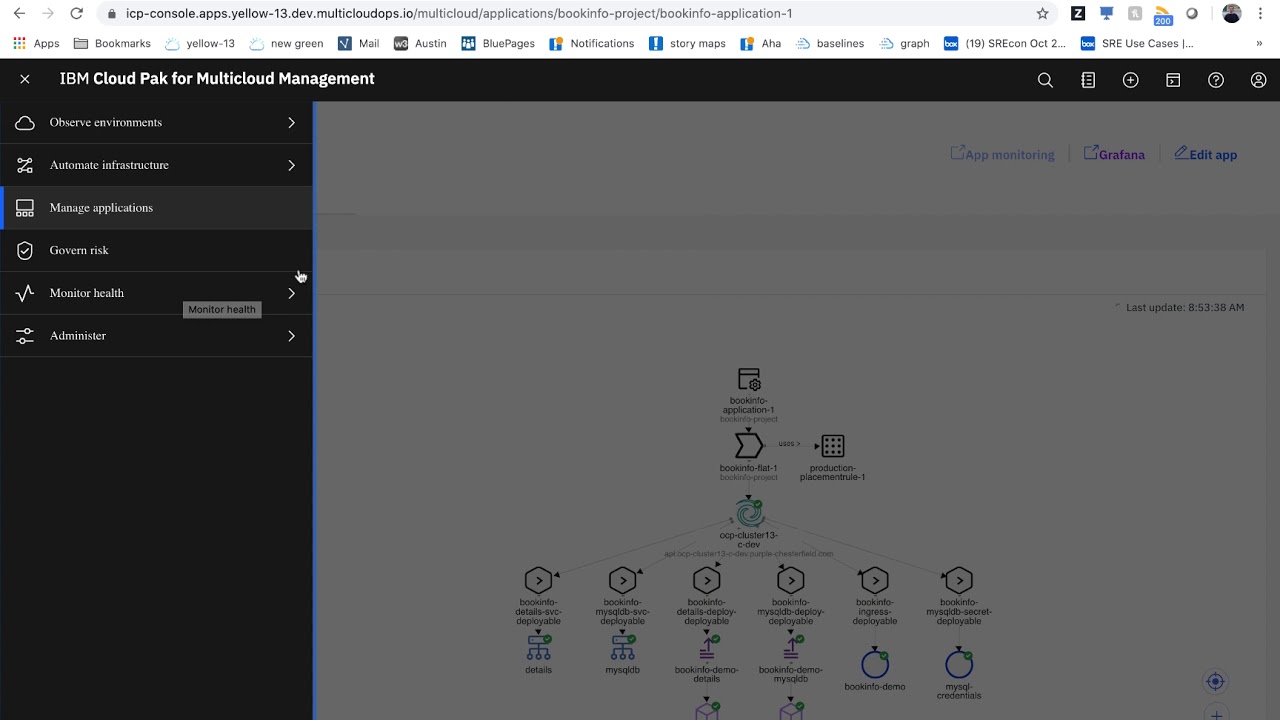 icp-console.apps.yellow-13.dev.multicloudops.io/multicloud/applications/bookinfo-project/bookinfo-application-1
Z
200
Apps
Bookmarks
yellow-13
new green
Mail
w3
Austin
BluePages
Notifications
story maps
Aha
baselines
graph
box
(19) SREcon Oct 2...
box
SRE Use Cases |...
»
IBM Cloud Pak for Multicloud Management
Observe environments
Automate infrastructure
Manage applications
Govern risk
Monitor health
Monitor health
Administer
App monitoring
Grafana
Edit app
Last update: 8:53:38 AM
bookinfo-
application-1
bookinfo-project
bookinfo-flat-1
bookinfo-project
uses >
production-
placementrule-1
ocp-cluster13-
c-dev
api.ocp-cluster13-c-dev.purple-chesterfield.com
bookinfo-
details-svc-
deployable
bookinfo-
mysqldb-svc-
deployable
bookinfo-
details-deploy-
deployable
bookinfo-
mysqldb-deploy-
deployable
bookinfo-
ingress-
deployable
bookinfo-
mysqldb-secret-
deployable
details
mysqldb
bookinfo-demo-
details
bookinfo-demo-
mysqldb
bookinfo-demo
mysql-
credentials